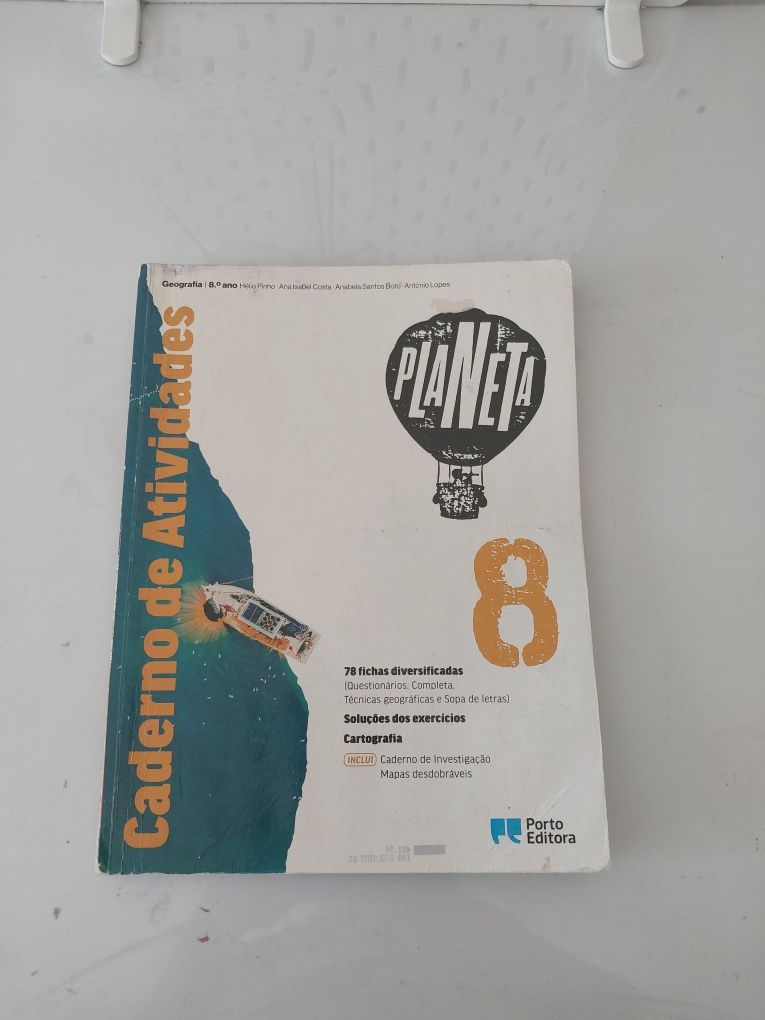 Geografia | 8.º ano Hélio Pinho · Ana Isabel Costa · Anabela Santos Boto · António Lopes
Caderno de Atividades
PLANETA
8
78 fichas diversificadas
(Questionários, Completa,
Técnicas geográficas e Sopa de letras)
Soluções dos exercícios
Cartografia
INCLUI Caderno de Investigação
Mapas desdobráveis
Porto
Editora